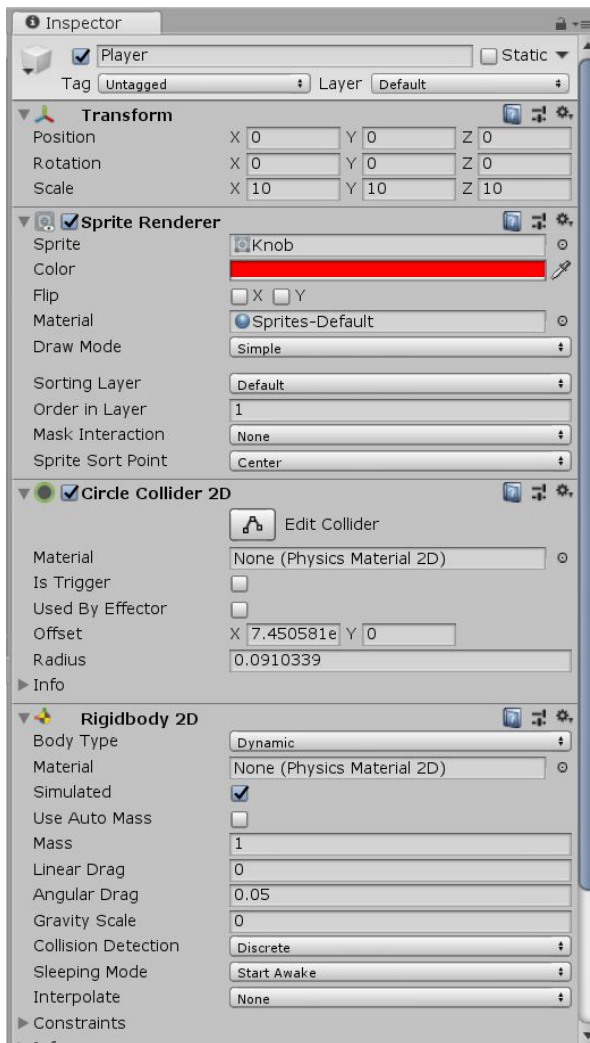 Inspector
Player Static
Tag Untagged Layer Default
Transform
Position X 0 Y 0 Z 0
Rotation X 0 Y 0 Z 0
Scale X 10 Y 10 Z 10
Sprite Renderer
Sprite Knob
Color
Flip X Y
Material Sprites-Default
Draw Mode Simple
Sorting Layer Default
Order in Layer 1
Mask Interaction None
Sprite Sort Point Center
Circle Collider 2D
Edit Collider
Material None (Physics Material 2D)
Is Trigger
Used By Effector
Offset X 7.450581e Y 0
Radius 0.0910339
Info
Rigidbody 2D
Body Type Dynamic
Material None (Physics Material 2D)
Simulated
Use Auto Mass
Mass 1
Linear Drag 0
Angular Drag 0.05
Gravity Scale 0
Collision Detection Discrete
Sleeping Mode Start Awake
Interpolate None
Constraints